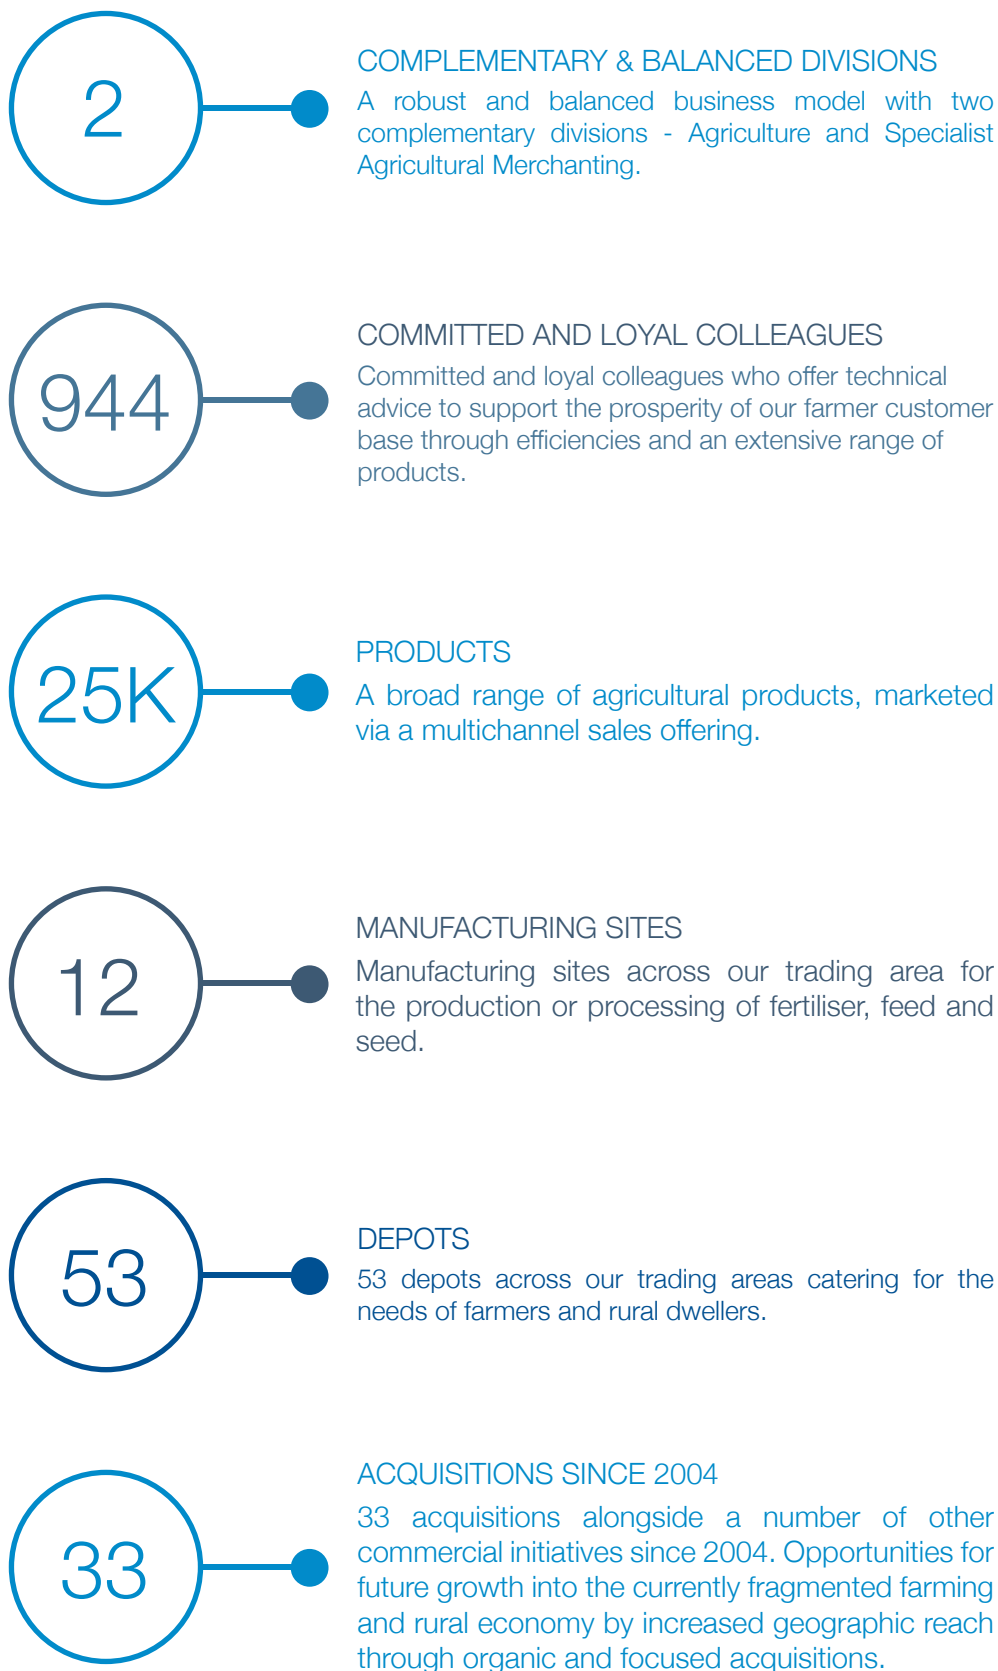 2
COMPLEMENTARY & BALANCED DIVISIONS
A robust and balanced business model with two
complementary divisions - Agriculture and Specialist
Agricultural Merchanting.
944
COMMITTED AND LOYAL COLLEAGUES
Committed and loyal colleagues who offer technical
advice to support the prosperity of our farmer customer
base through efficiencies and an extensive range of
products.
25K
PRODUCTS
A broad range of agricultural products, marketed
via a multichannel sales offering.
12
MANUFACTURING SITES
Manufacturing sites across our trading area for
the production or processing of fertiliser, feed and
seed.
53
DEPOTS
53 depots across our trading areas catering for the
needs of farmers and rural dwellers.
33
ACQUISITIONS SINCE 2004
33 acquisitions alongside a number of other
commercial initiatives since 2004. Opportunities for
future growth into the currently fragmented farming
and rural economy by increased geographic reach
through organic and focused acquisitions.